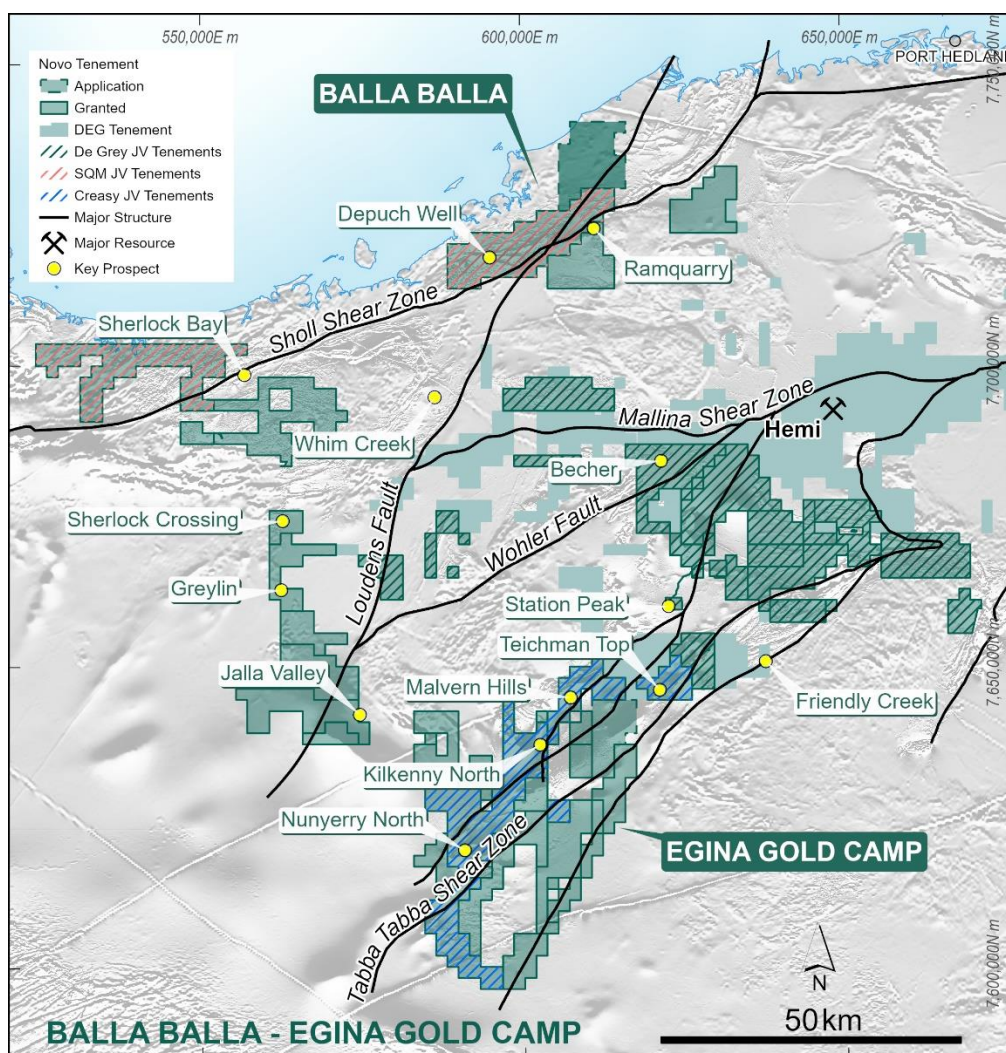 550,000E m
600,000E m
650,000E m
PORT HEDLAND
7,750,000N m
Novo Tenement
Application
Granted
DEG Tenement
De Grey JV Tenements
SQM JV Tenements
Creasy JV Tenements
Major Structure
Major Resource
Key Prospect
BALLA BALLA
Depuch Well
Ramquarry
Sholl Shear Zone
Sherlock Bay
7,700,000N m
Mallina Shear Zone
Whim Creek
Hemi
Becher
Sherlock Crossing
Loudens Fault
Wohler Fault
Greylin
Station Peak
Teichman Top
7,650,000N m
Jalla Valley
Malvern Hills
Friendly Creek
Kilkenny North
Nunyerry North
EGINA GOLD CAMP
Tabba Tabba Shear Zone
7,600,000N m
N
50km
BALLA BALLA - EGINA GOLD CAMP